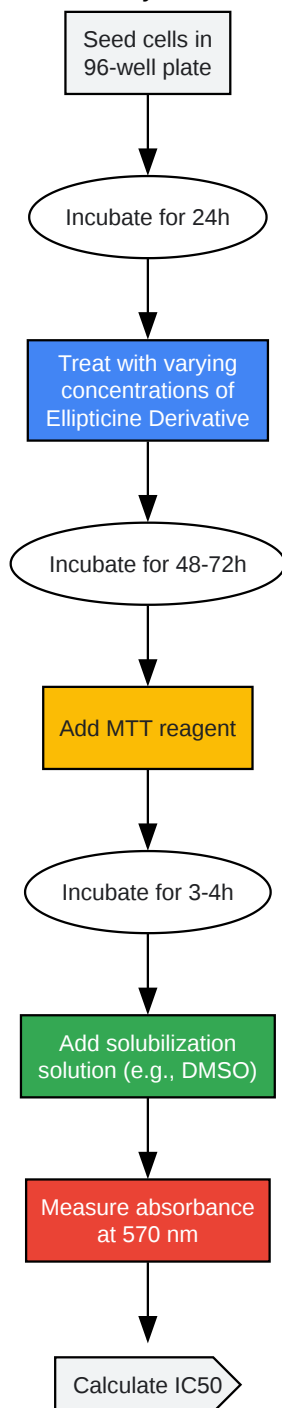 Seed cells in
96-well plate
Incubate for 24h
Treat with varying
concentrations of
Ellipticine Derivative
Incubate for 48-72h
Add MTT reagent
Incubate for 3-4h
Add solubilization
solution (e.g., DMSO)
Measure absorbance
at 570 nm
Calculate IC50